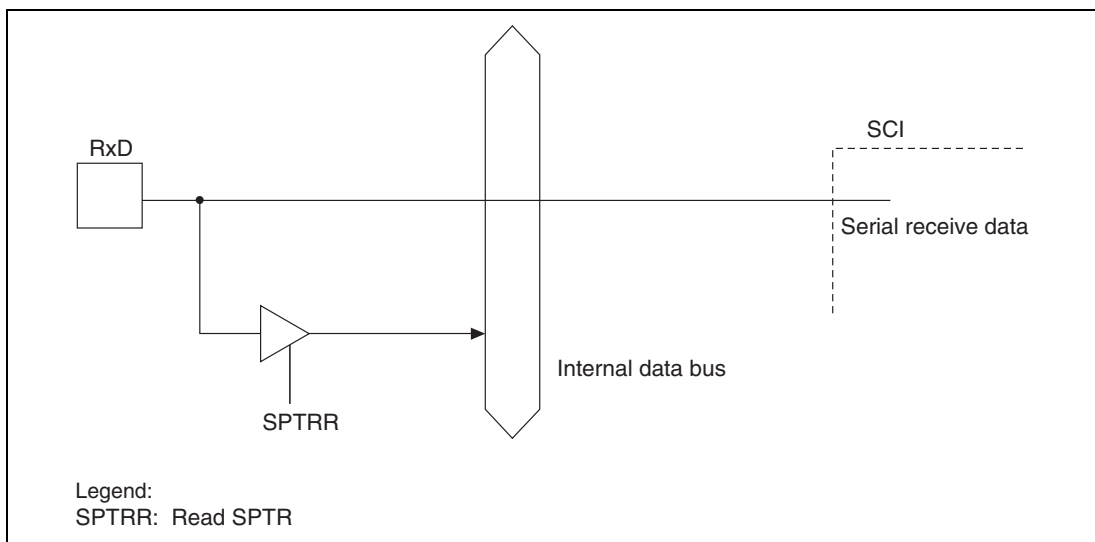 SCI
RxD
Serial receive data
Internal data bus
SPTRR
Legend:
SPTRR: Read SPTR